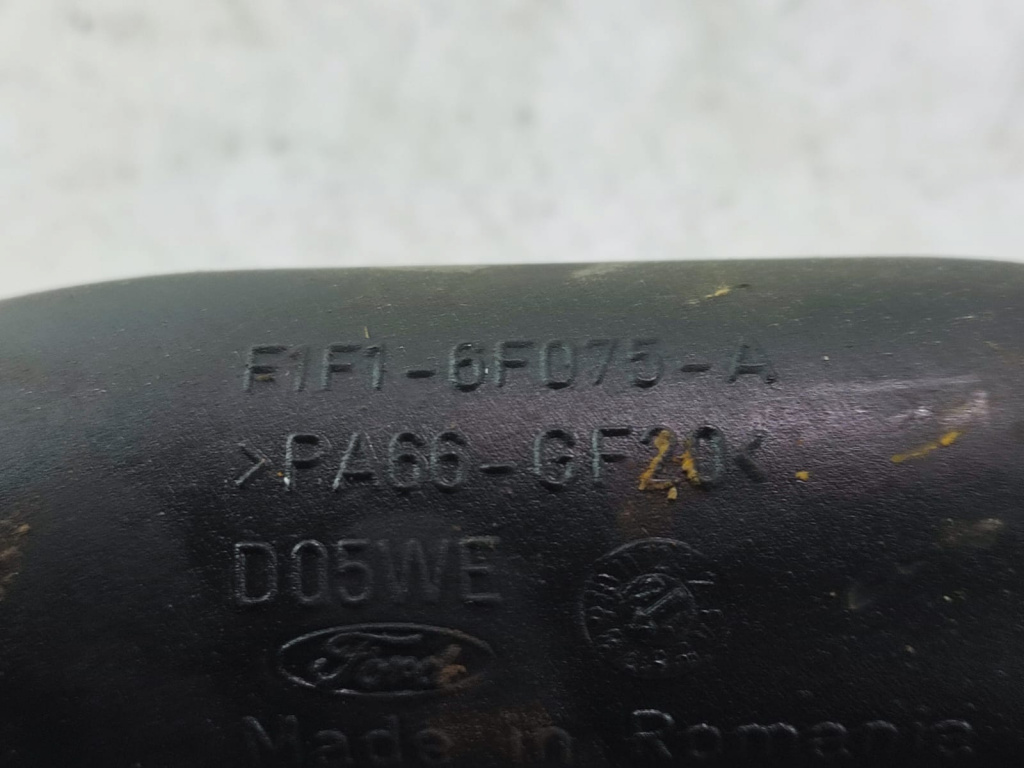 F1F1-6F075-A
>PA66-GF20<
D05WE
Ford
Made in Romania